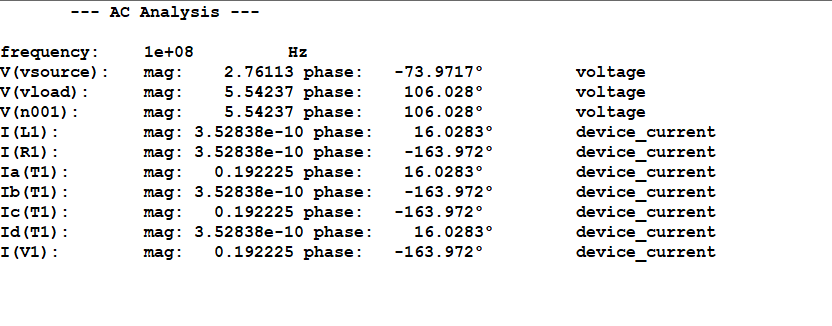 --- AC Analysis ---
frequency: 1e+08 Hz
V(vsource): mag: 2.76113 phase: -73.9717° voltage
V(vload): mag: 5.54237 phase: 106.028° voltage
V(n001): mag: 5.54237 phase: 106.028° voltage
I(L1): mag: 3.52838e-10 phase: 16.0283° device_current
I(R1): mag: 3.52838e-10 phase: -163.972° device_current
Ia(T1): mag: 0.192225 phase: 16.0283° device_current
Ib(T1): mag: 3.52838e-10 phase: -163.972° device_current
Ic(T1): mag: 0.192225 phase: -163.972° device_current
Id(T1): mag: 3.52838e-10 phase: 16.0283° device_current
I(V1): mag: 0.192225 phase: -163.972° device_current